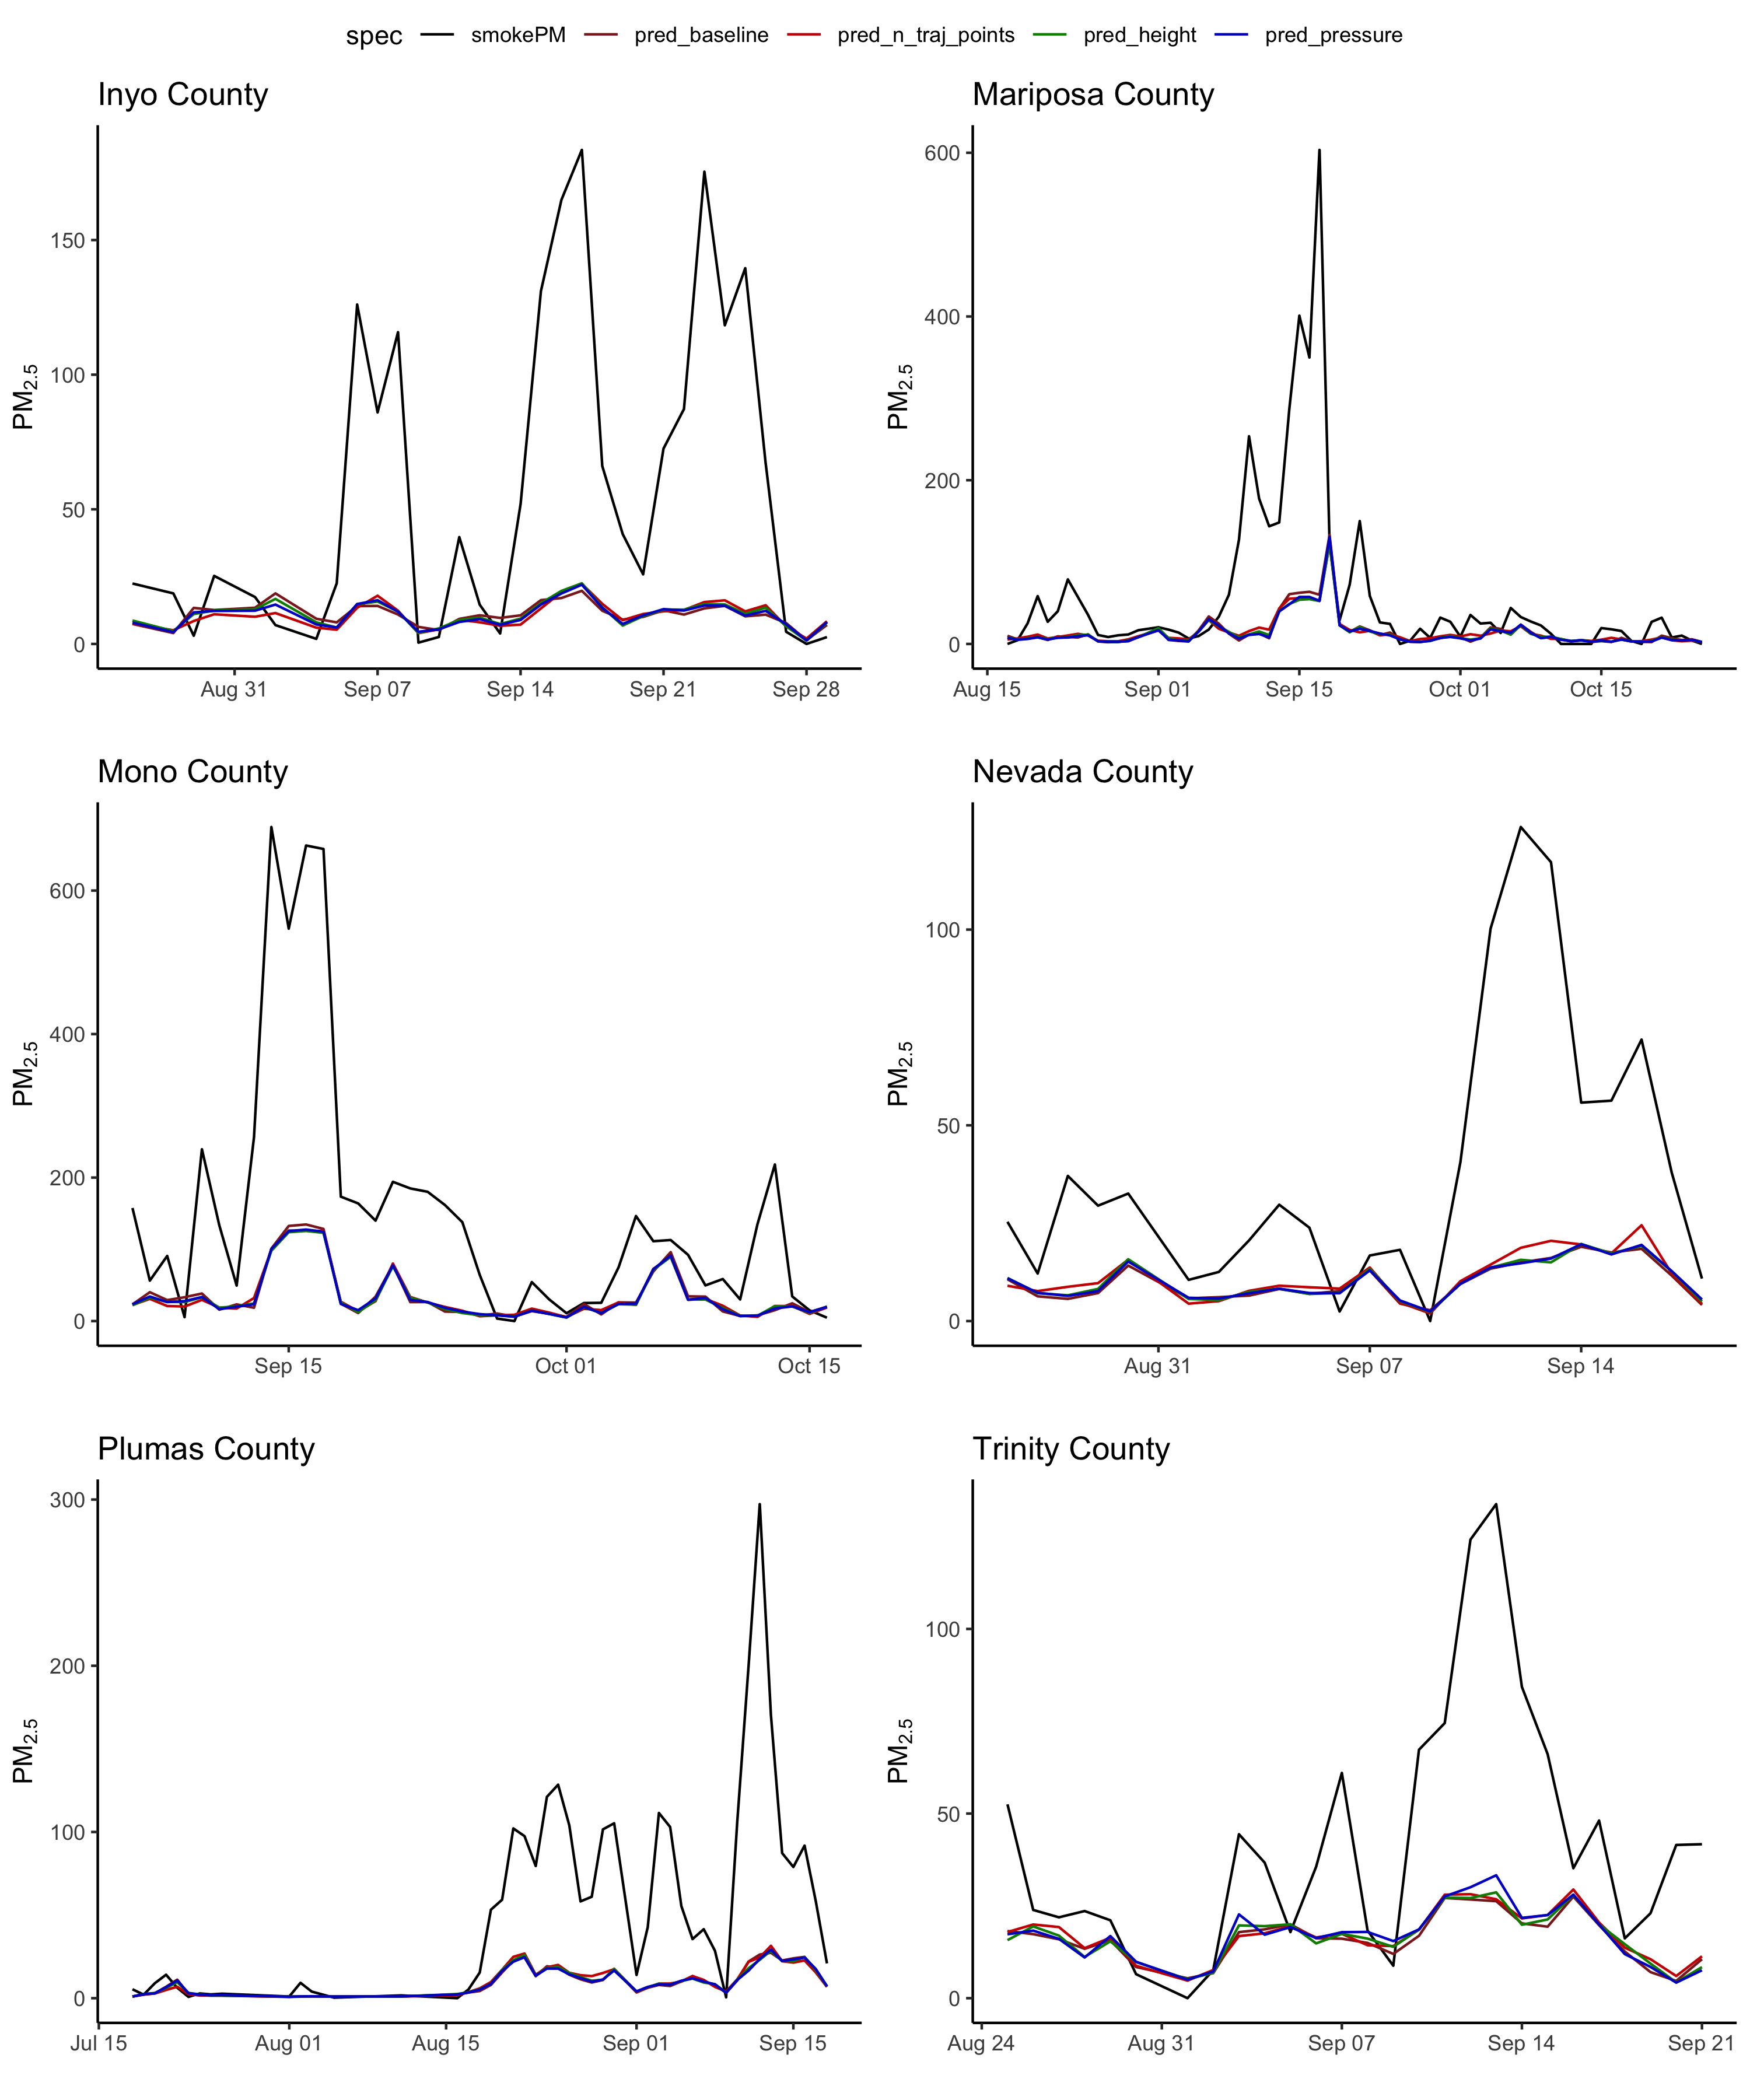 spec smokePM pred_baseline pred_n_traj_points pred_height pred_pressure
Inyo County
PM2.5
150
100
50
0
Aug 31 Sep 07 Sep 14 Sep 21 Sep 28
Mariposa County
PM2.5
600
400
200
0
Aug 15 Sep 01 Sep 15 Oct 01 Oct 15
Mono County
PM2.5
600
400
200
0
Sep 15 Oct 01 Oct 15
Nevada County
PM2.5
100
50
0
Aug 31 Sep 07 Sep 14
Plumas County
PM2.5
300
200
100
0
Jul 15 Aug 01 Aug 15 Sep 01 Sep 15
Trinity County
PM2.5
100
50
0
Aug 24 Aug 31 Sep 07 Sep 14 Sep 21